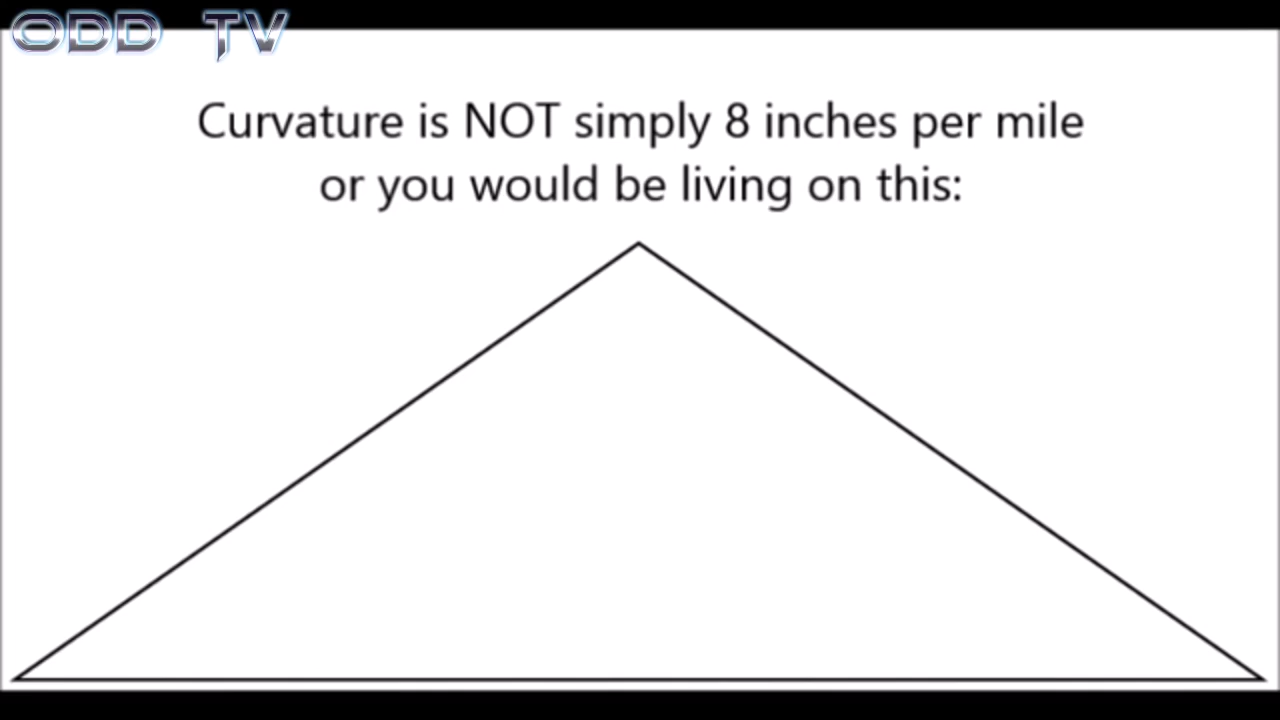 ODD TV
Curvature is NOT simply 8 inches per mile
or you would be living on this: